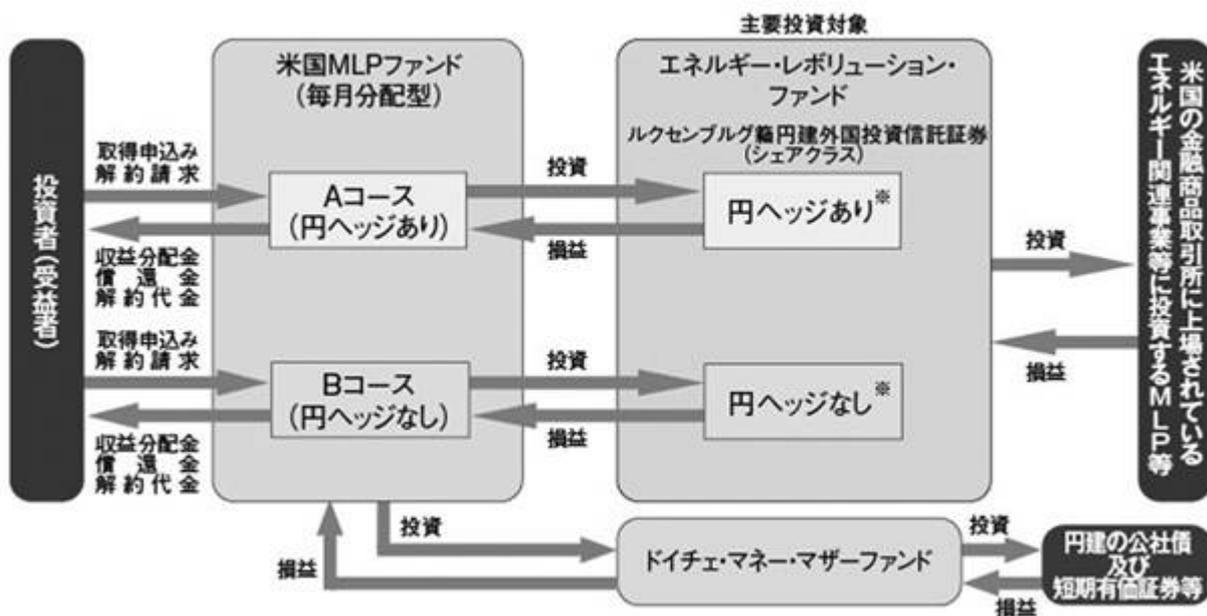 主要投資対象
投資者（受益者）
取得申込み
解約請求
収益分配金
償還金
解約代金
取得申込み
解約請求
収益分配金
償還金
解約代金
米国MLPファンド
（毎月分配型）
Aコース
（円ヘッジあり）
Bコース
（円ヘッジなし）
投資
損益
投資
損益
エネルギー・レボリューション・
ファンド
ルクセンブルグ籍円建外国投資信託証券
（シェアクラス）
円ヘッジあり※
円ヘッジなし※
投資
損益
米国の金融商品取引所に上場されている
エネルギー関連事業等に投資するMLP等
投資
損益
ドイチェ・マネー・マザーファンド
投資
損益
円建の公社債
及び
短期有価証券等